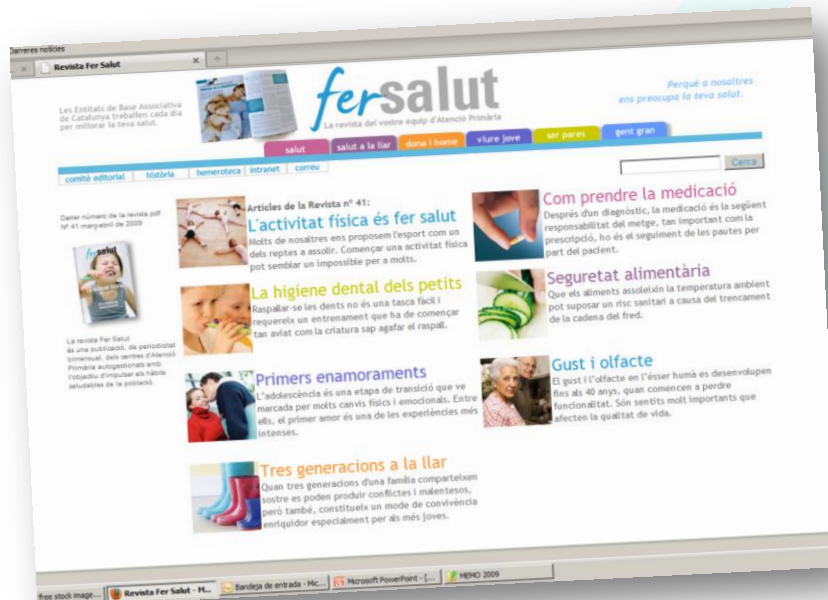 Darreres notícies
Revista Fer Salut
Les Entitats de Base Associativa
de Catalunya treballen cada dia
per millorar la teva salut.
fersalut
La revista del vostre equip d'Atenció Primària
Perquè a nosaltres
ens preocupa la teva salut.
salut
salut a la llar
dona i home
viure jove
ser pares
gent gran
comitè editorial
història
hemeroteca
intranet
correu
Cerca
Darrer número de la revista pdf
Nº 41 març-abril de 2009
fersalut
La revista Fer Salut
és una publicació, de periodicitat
bimensual, dels centres d'Atenció
Primària autogestionats amb
l'objectiu d'impulsar els hàbits
saludables de la població.
Articles de la Revista nº 41:
L'activitat física és fer salut
Molts de nosaltres ens proposem l'esport com un
dels reptes a assolir. Començar una activitat física
pot semblar un impossible per a molts.
La higiene dental dels petits
Raspallar-se les dents no és una tasca fàcil i
requereix un entrenament que ha de començar
tan aviat com la criatura sap agafar el raspall.
Primers enamoraments
L'adolescència és una etapa de transició que ve
marcada per molts canvis físics i emocionals. Entre
ells, el primer amor és una de les experiències més
intenses.
Tres generacions a la llar
Quan tres generacions d'una família comparteixen
sostre es poden produir conflictes i malentesos,
però també, constitueix un mode de convivència
enriquidor especialment per als més joves.
Com prendre la medicació
Després d'un diagnòstic, la medicació és la següent
responsabilitat del metge, tan important com la
prescripció, ho és el seguiment de les pautes per
part del pacient.
Seguretat alimentària
Que els aliments assoleixin la temperatura ambient
pot suposar un risc sanitari a causa del trencament
de la cadena del fred.
Gust i olfacte
El gust i l'olfacte en l'ésser humà es desenvolupen
fins als 40 anys, quan comencen a perdre
funcionalitat. Són sentits molt importants que
afecten la qualitat de vida.
free stock image...
Revista Fer Salut - M...
Bandeja de entrada - Mic...
Microsoft PowerPoint - [...
MEMO 2009